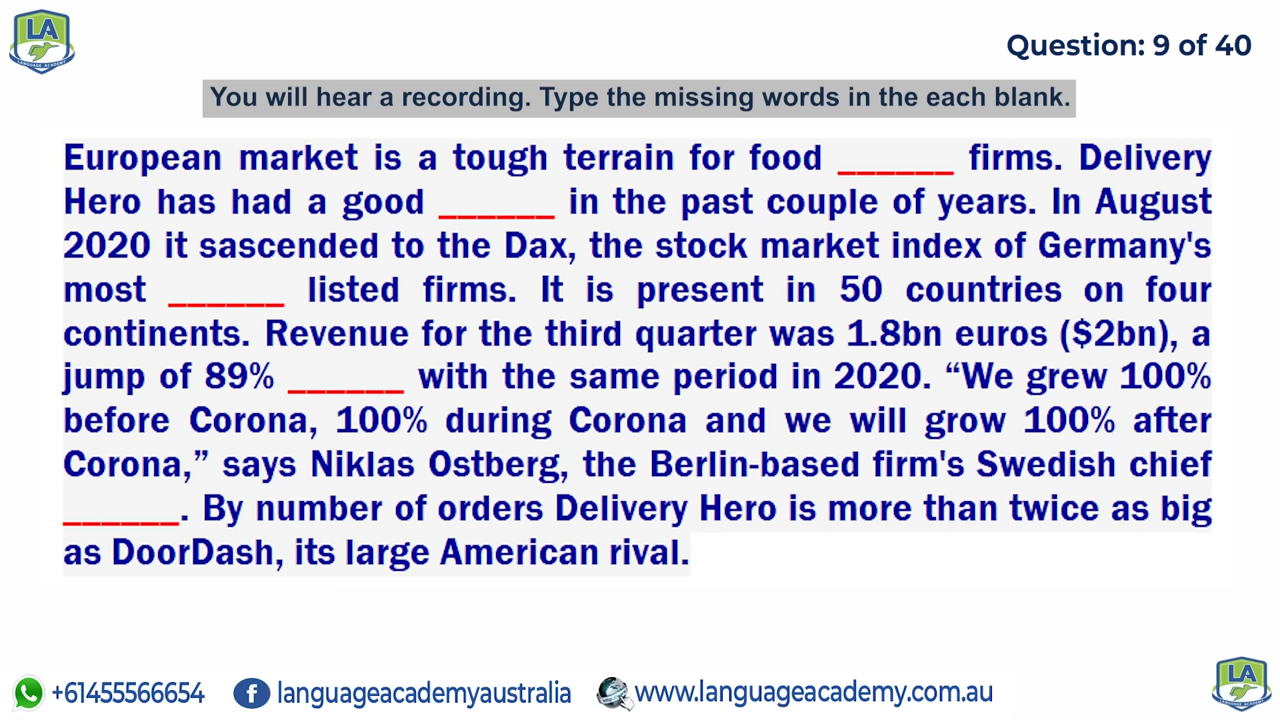 LA
LANGUAGE ACADEMY
Question: 9 of 40
You will hear a recording. Type the missing words in the each blank.
European market is a tough terrain for food ______ firms. Delivery
Hero has had a good ______ in the past couple of years. In August
2020 it sascended to the Dax, the stock market index of Germany's
most ______ listed firms. It is present in 50 countries on four
continents. Revenue for the third quarter was 1.8bn euros ($2bn), a
jump of 89% ______ with the same period in 2020. “We grew 100%
before Corona, 100% during Corona and we will grow 100% after
Corona,” says Niklas Ostberg, the Berlin-based firm's Swedish chief
______. By number of orders Delivery Hero is more than twice as big
as DoorDash, its large American rival.
+61455566654 languageacademyaustralia www.languageacademy.com.au
LA
LANGUAGE ACADEMY